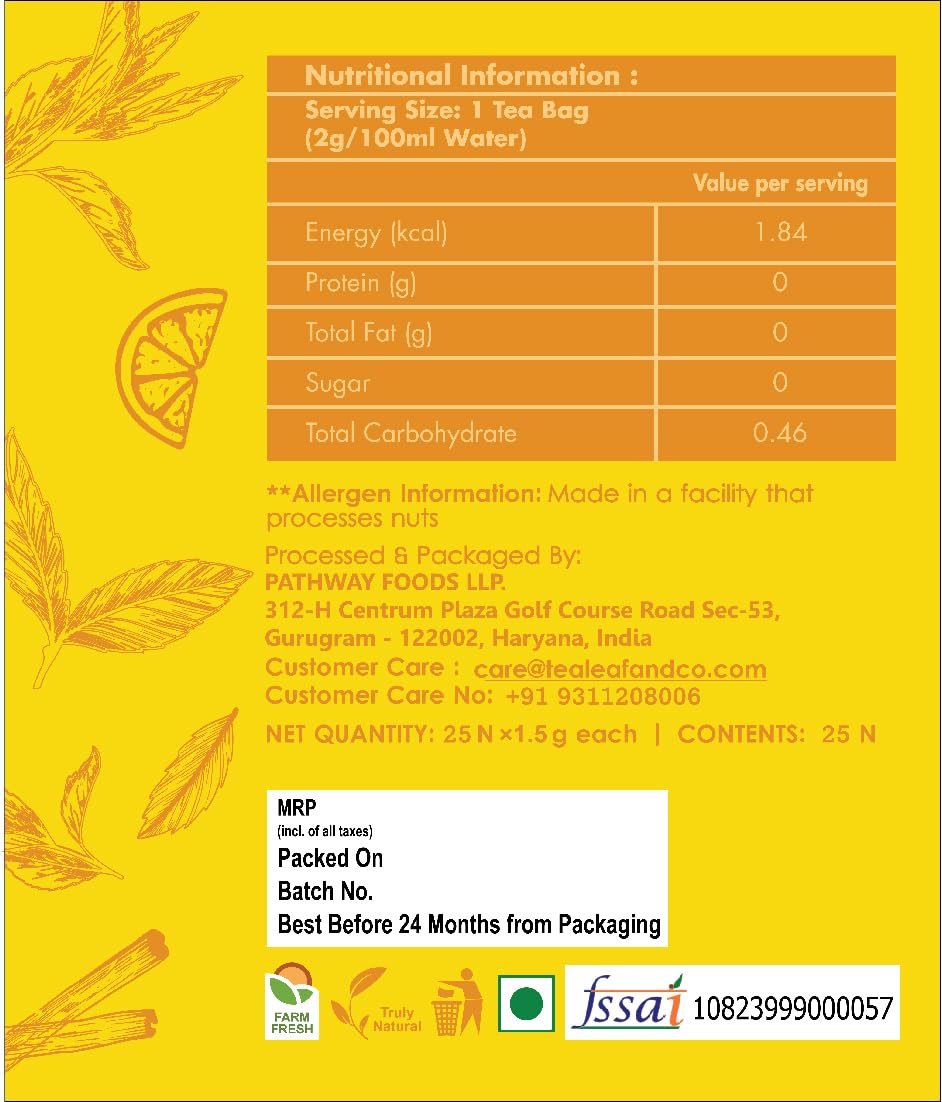 Nutritional Information :
Serving Size: 1 Tea Bag
(2g/100ml Water)
Value per serving
Energy (kcal) 1.84
Protein (g) 0
Total Fat (g) 0
Sugar 0
Total Carbohydrate 0.46
**Allergen Information: Made in a facility that
processes nuts
Processed & Packaged By:
PATHWAY FOODS LLP.
312-H Centrum Plaza Golf Course Road Sec-53,
Gurugram - 122002, Haryana, India
Customer Care : care@tealeafandco.com
Customer Care No: +91 9311208006
NET QUANTITY: 25 N ×1.5 g each | CONTENTS: 25 N
MRP
(incl. of all taxes)
Packed On
Batch No.
Best Before 24 Months from Packaging
FARM
FRESH
Truly
Natural
fssai 10823999000057